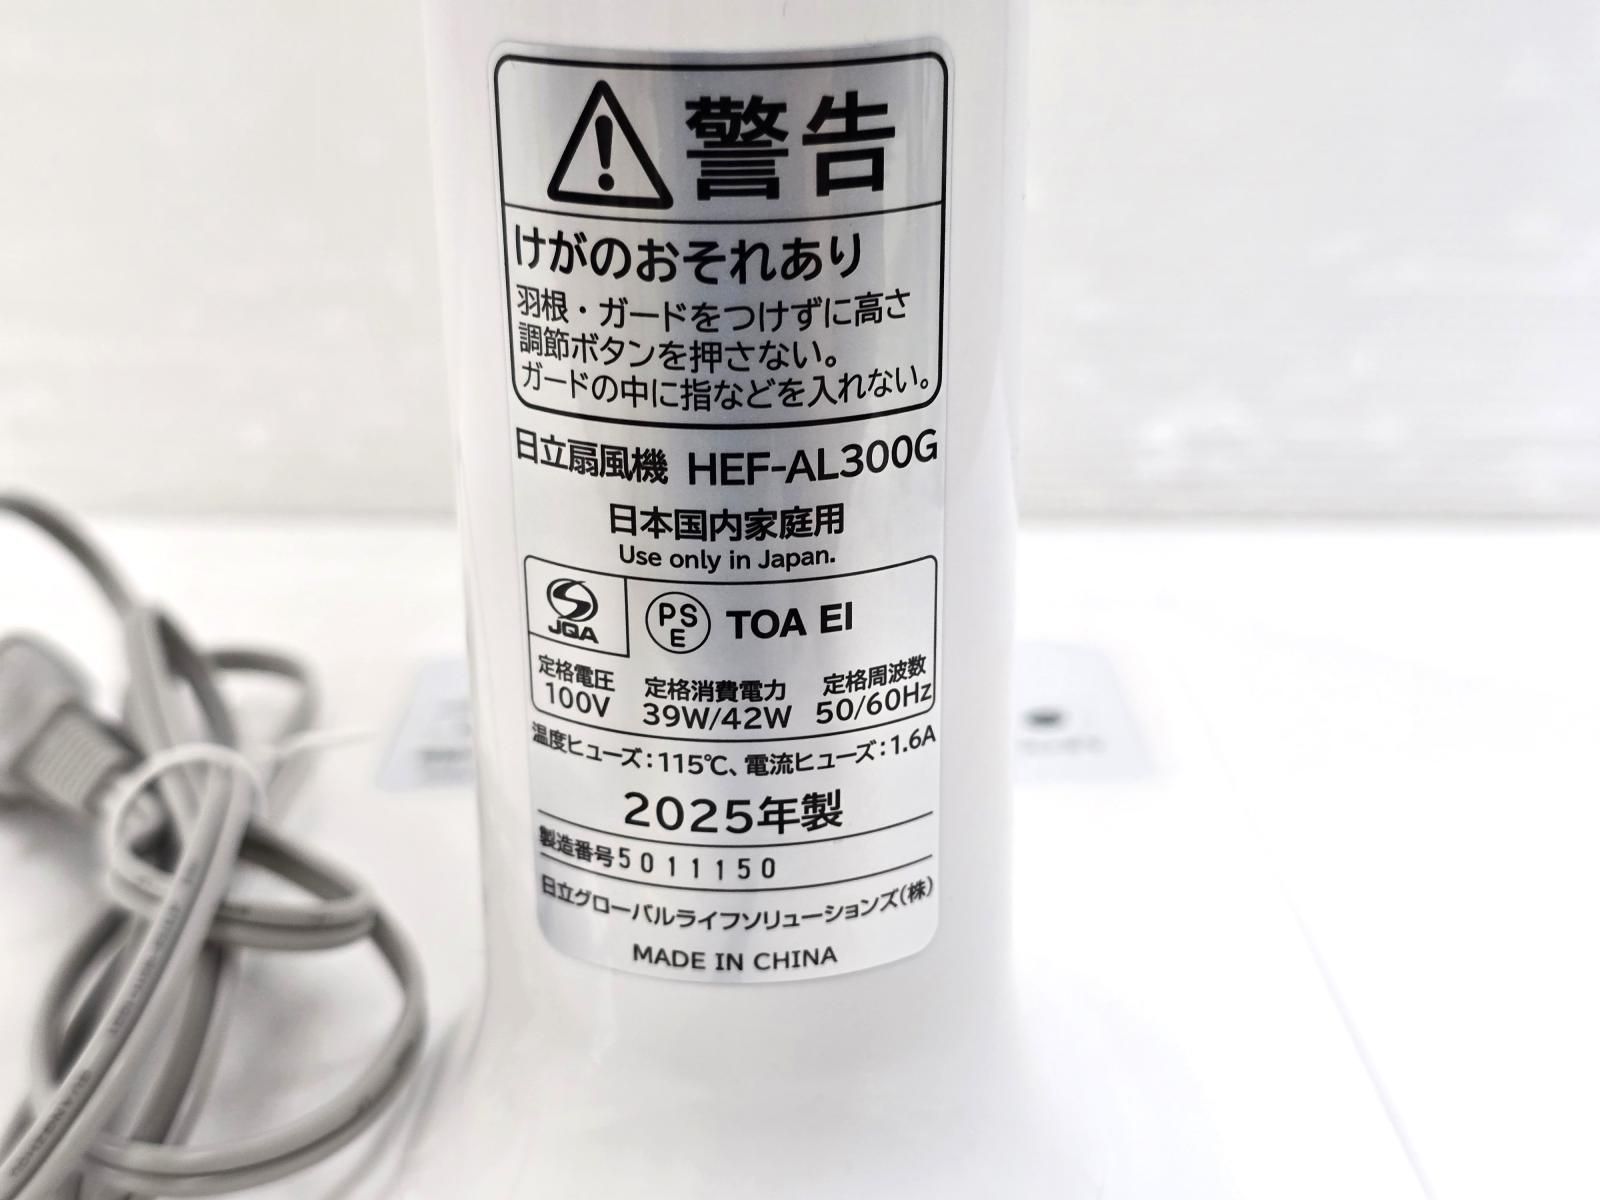 警告
けがのおそれあり
羽根・ガードをつけずに高さ
調節ボタンを押さない。
ガードの中に指などを入れない。
日立扇風機 HEF-AL300G
日本国内家庭用
Use only in Japan.
JQA
PS
E
TOA EI
定格電圧 定格消費電力 定格周波数
100V 39W/42W 50/60Hz
温度ヒューズ：115℃、電流ヒューズ：1.6A
2025年製
製造番号5011150
日立グローバルライフソリューションズ(株)
MADE IN CHINA